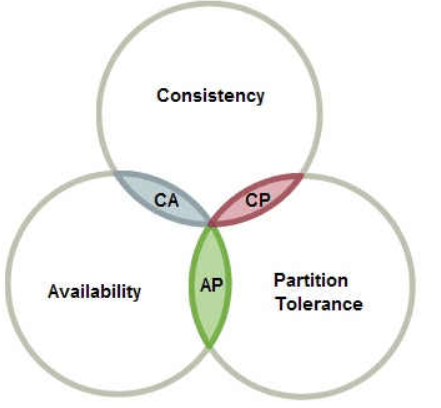 Consistency
CA
CP
Availability
AP
Partition
Tolerance